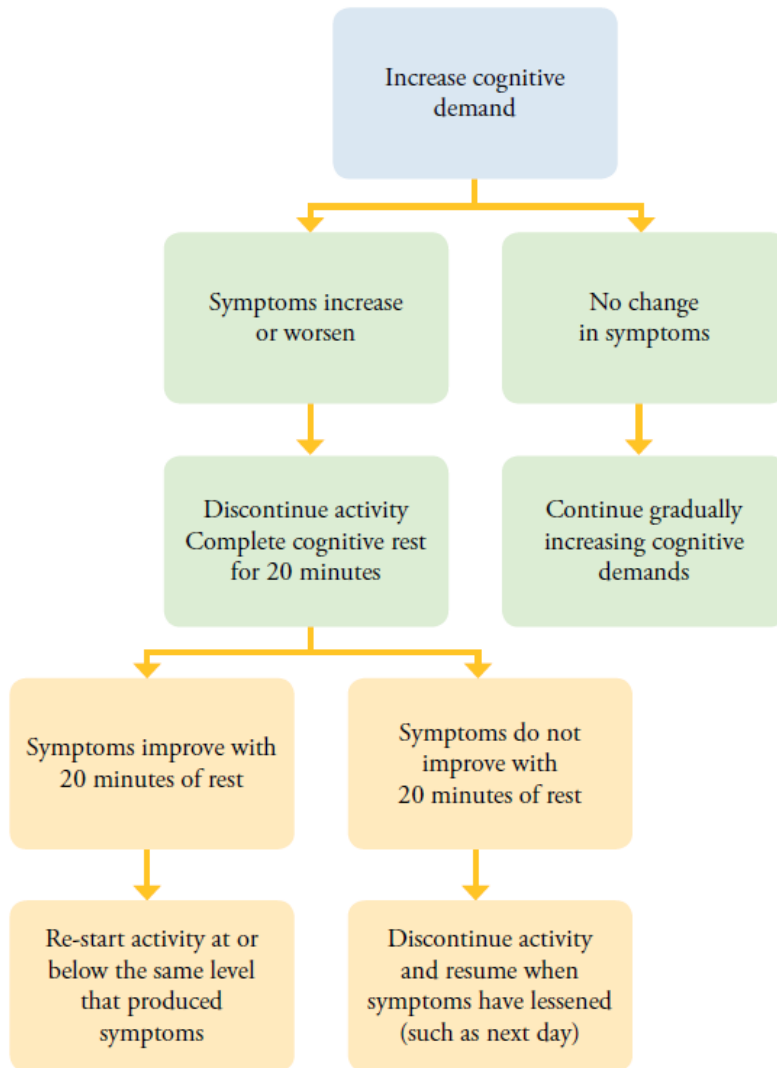 Increase cognitive
demand
Symptoms increase
or worsen
No change
in symptoms
Discontinue activity
Complete cognitive rest
for 20 minutes
Continue gradually
increasing cognitive
demands
Symptoms improve with
20 minutes of rest
Symptoms do not
improve with
20 minutes of rest
Re-start activity at or
below the same level
that produced
symptoms
Discontinue activity
and resume when
symptoms have lessened
(such as next day)